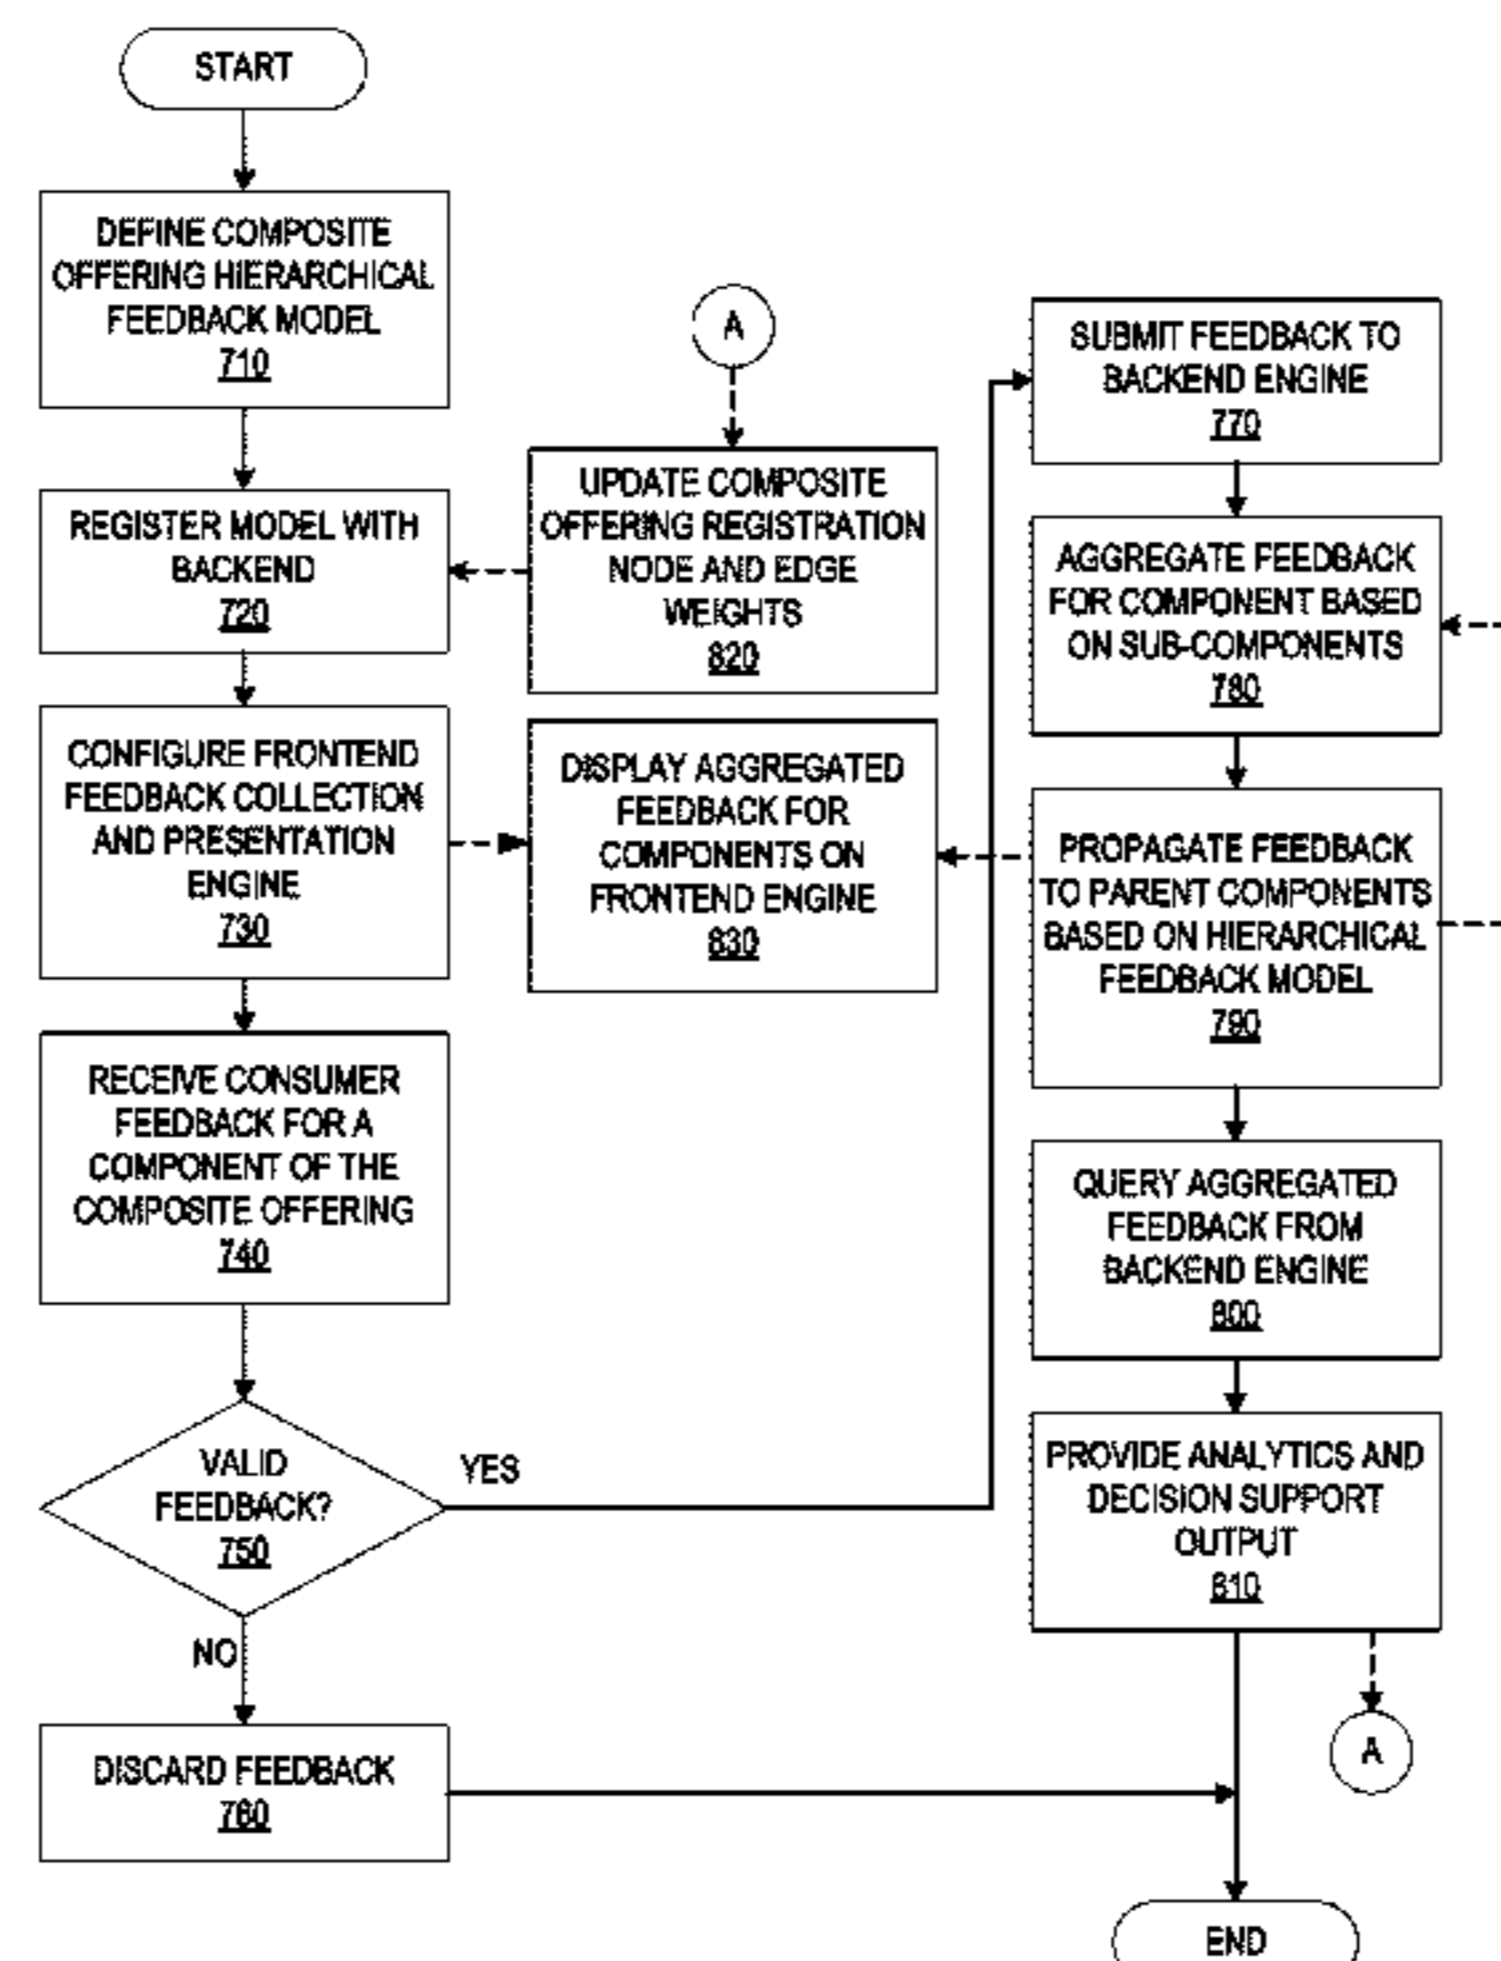 START
DEFINE COMPOSITE
OFFERING HIERARCHICAL
FEEDBACK MODEL
710
REGISTER MODEL WITH
BACKEND
720
CONFIGURE FRONTEND
FEEDBACK COLLECTION
AND PRESENTATION
ENGINE
730
RECEIVE CONSUMER
FEEDBACK FOR A
COMPONENT OF THE
COMPOSITE OFFERING
740
VALID
FEEDBACK?
750
YES
NO
DISCARD FEEDBACK
760
A
UPDATE COMPOSITE
OFFERING REGISTRATION
NODE AND EDGE
WEIGHTS
820
DISPLAY AGGREGATED
FEEDBACK FOR
COMPONENTS ON
FRONTEND ENGINE
830
SUBMIT FEEDBACK TO
BACKEND ENGINE
770
AGGREGATE FEEDBACK
FOR COMPONENT BASED
ON SUB-COMPONENTS
780
PROPAGATE FEEDBACK
TO PARENT COMPONENTS
BASED ON HIERARCHICAL
FEEDBACK MODEL
790
QUERY AGGREGATED
FEEDBACK FROM
BACKEND ENGINE
800
PROVIDE ANALYTICS AND
DECISION SUPPORT
OUTPUT
810
A
END